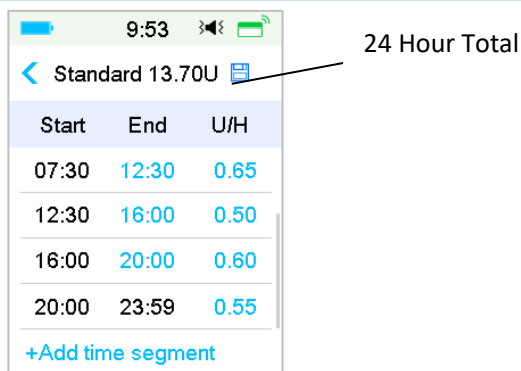 9:53
24 Hour Total
Standard 13.70U
Start End U/H
07:30 12:30 0.65
12:30 16:00 0.50
16:00 20:00 0.60
20:00 23:59 0.55
+Add time segment